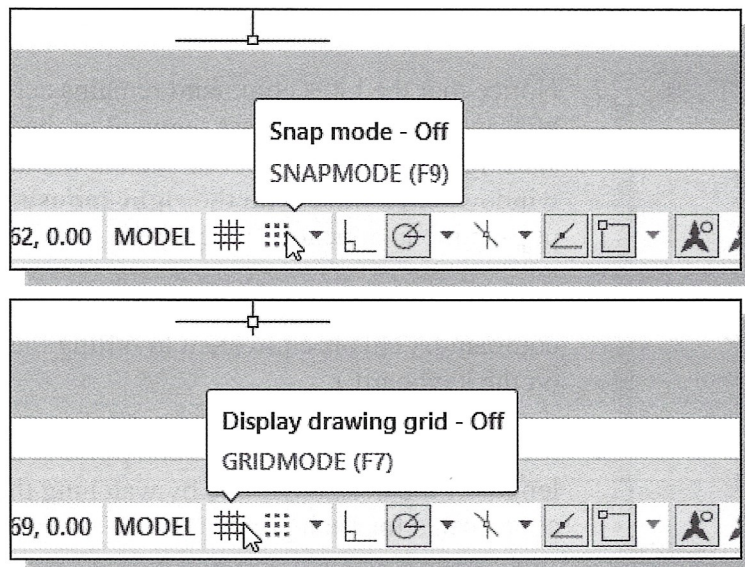 Snap mode - Off
SNAPMODE (F9)
62, 0.00 MODEL
Display drawing grid - Off
GRIDMODE (F7)
69, 0.00 MODEL